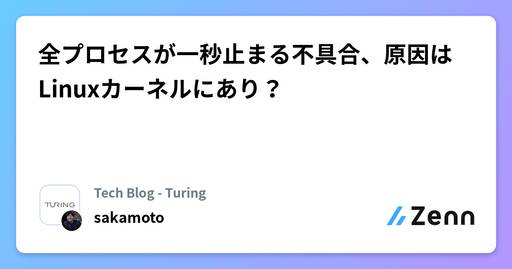 全プロセスが一秒止まる不具合、原因は
Linuxカーネルにあり？
TURING
Tech Blog - Turing
sakamoto
Zenn